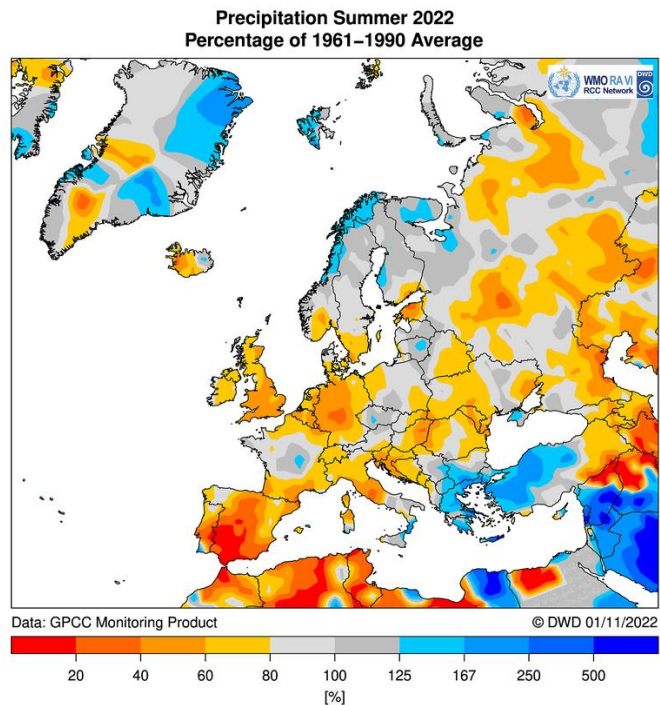 Precipitation Summer 2022
Percentage of 1961–1990 Average
WMO RA VI
RCC Network
DWD
Data: GPCC Monitoring Product
© DWD 01/11/2022
20 40 60 80 100 125 167 250 500
[%]